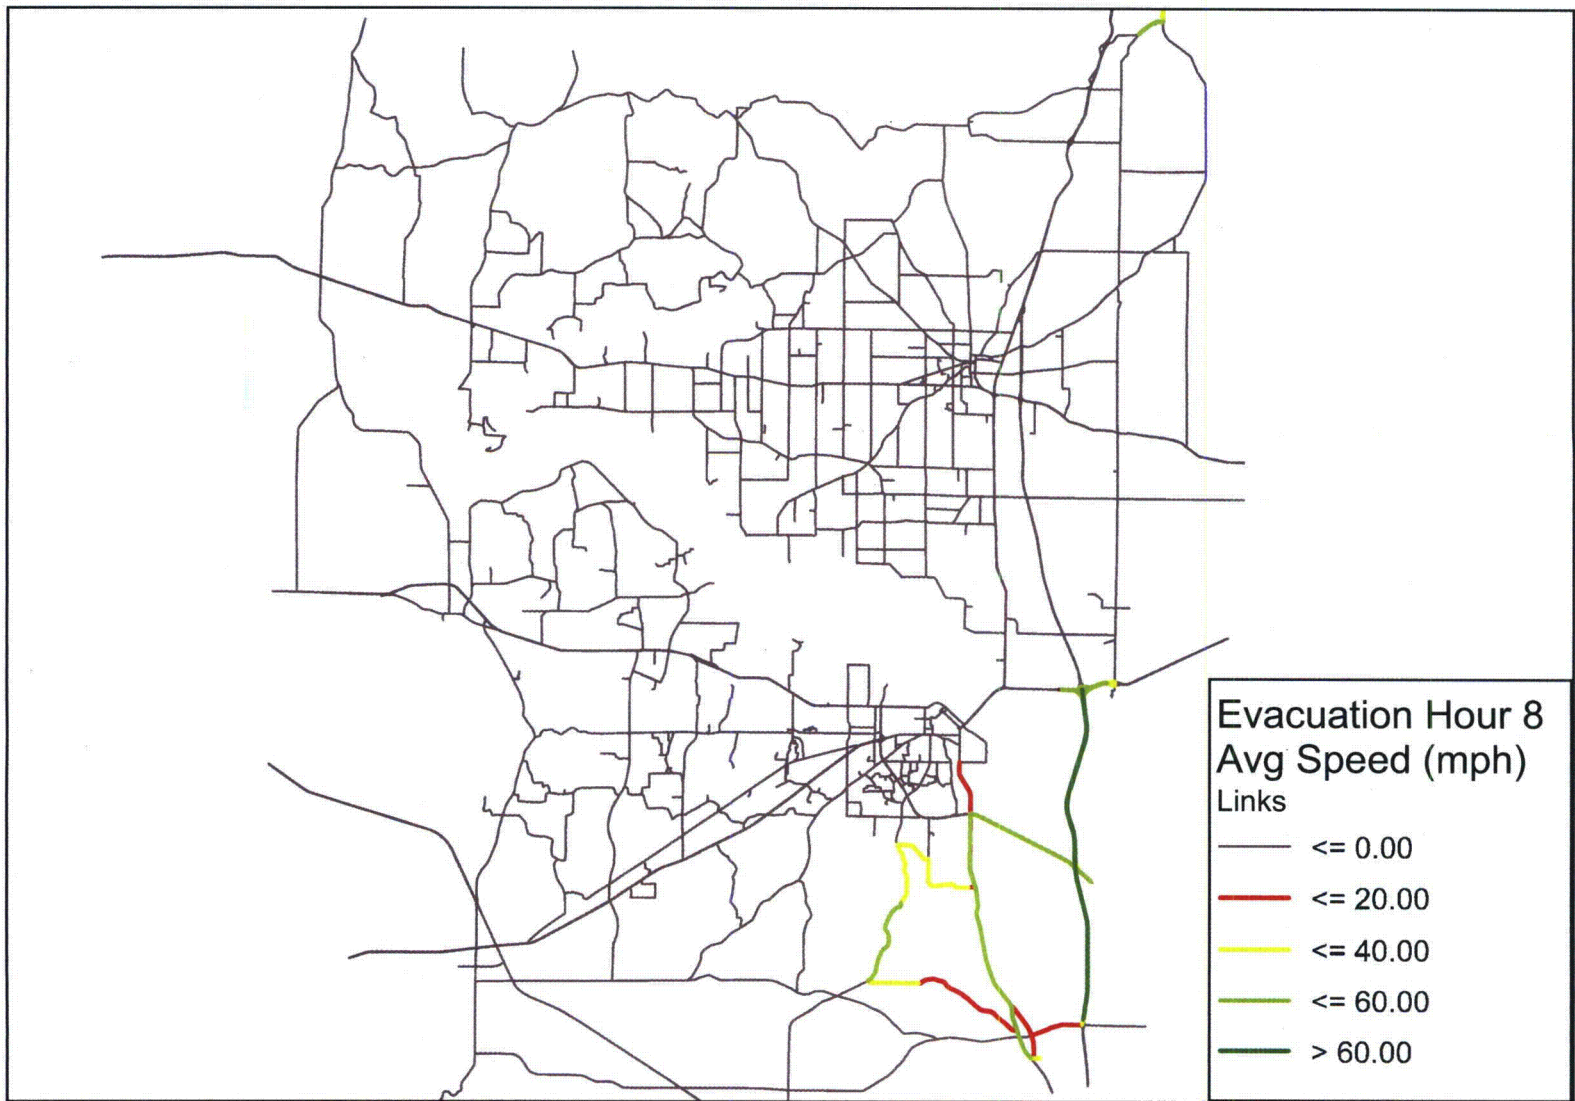 Evacuation Hour 8
Avg Speed (mph)
Links
<= 0.00
<= 20.00
<= 40.00
<= 60.00
> 60.00